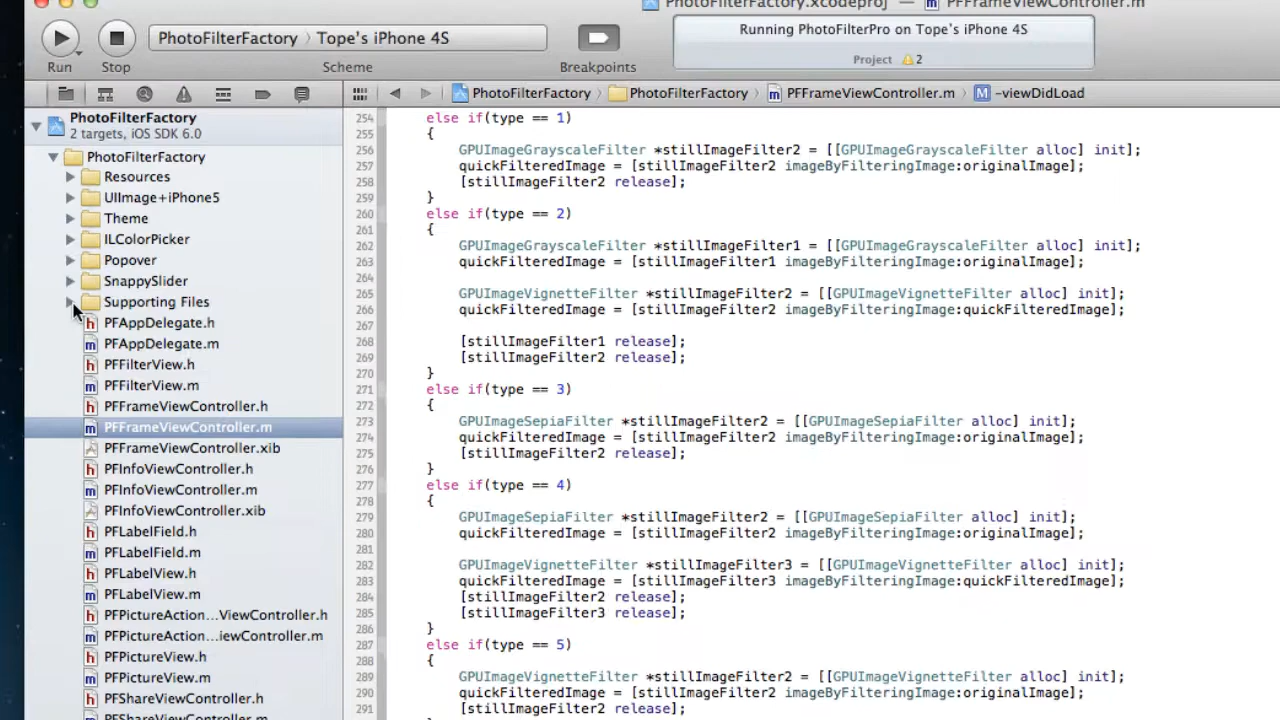 PhotoFilterFactory.xcodeproj — PFFrameViewController.m
Running PhotoFilterPro on Tope's iPhone 4S
Project 2
PhotoFilterFactory 〉 Tope's iPhone 4S
Run
Stop
Scheme
Breakpoints
PhotoFilterFactory 〉 PhotoFilterFactory 〉 PFFrameViewController.m 〉 M -viewDidLoad
PhotoFilterFactory
2 targets, iOS SDK 6.0
PhotoFilterFactory
Resources
UIImage+iPhone5
Theme
ILColorPicker
Popover
SnappySlider
Supporting Files
h PFAppDelegate.h
m PFAppDelegate.m
h PFFilterView.h
m PFFilterView.m
h PFFrameViewController.h
m PFFrameViewController.m
PFFrameViewController.xib
h PFInfoViewController.h
m PFInfoViewController.m
PFInfoViewController.xib
h PFLabelField.h
m PFLabelField.m
h PFLabelView.h
m PFLabelView.m
h PFPictureAction...ViewController.h
m PFPictureAction...iewController.m
h PFPictureView.h
m PFPictureView.m
h PFShareViewController.h
PFShareViewController.m
254 else if(type == 1)
255 {
256 GPUImageGrayscaleFilter *stillImageFilter2 = [[GPUImageGrayscaleFilter alloc] init];
257 quickFilteredImage = [stillImageFilter2 imageByFilteringImage:originalImage];
258 [stillImageFilter2 release];
259 }
260 else if(type == 2)
261 {
262 GPUImageGrayscaleFilter *stillImageFilter1 = [[GPUImageGrayscaleFilter alloc] init];
263 quickFilteredImage = [stillImageFilter1 imageByFilteringImage:originalImage];
264
265 GPUImageVignetteFilter *stillImageFilter2 = [[GPUImageVignetteFilter alloc] init];
266 quickFilteredImage = [stillImageFilter2 imageByFilteringImage:quickFilteredImage];
267
268 [stillImageFilter1 release];
269 [stillImageFilter2 release];
270 }
271 else if(type == 3)
272 {
273 GPUImageSepiaFilter *stillImageFilter2 = [[GPUImageSepiaFilter alloc] init];
274 quickFilteredImage = [stillImageFilter2 imageByFilteringImage:originalImage];
275 [stillImageFilter2 release];
276 }
277 else if(type == 4)
278 {
279 GPUImageSepiaFilter *stillImageFilter2 = [[GPUImageSepiaFilter alloc] init];
280 quickFilteredImage = [stillImageFilter2 imageByFilteringImage:originalImage];
281
282 GPUImageVignetteFilter *stillImageFilter3 = [[GPUImageVignetteFilter alloc] init];
283 quickFilteredImage = [stillImageFilter3 imageByFilteringImage:quickFilteredImage];
284 [stillImageFilter2 release];
285 [stillImageFilter3 release];
286 }
287 else if(type == 5)
288 {
289 GPUImageVignetteFilter *stillImageFilter2 = [[GPUImageVignetteFilter alloc] init];
290 quickFilteredImage = [stillImageFilter2 imageByFilteringImage:originalImage];
291 [stillImageFilter2 release];